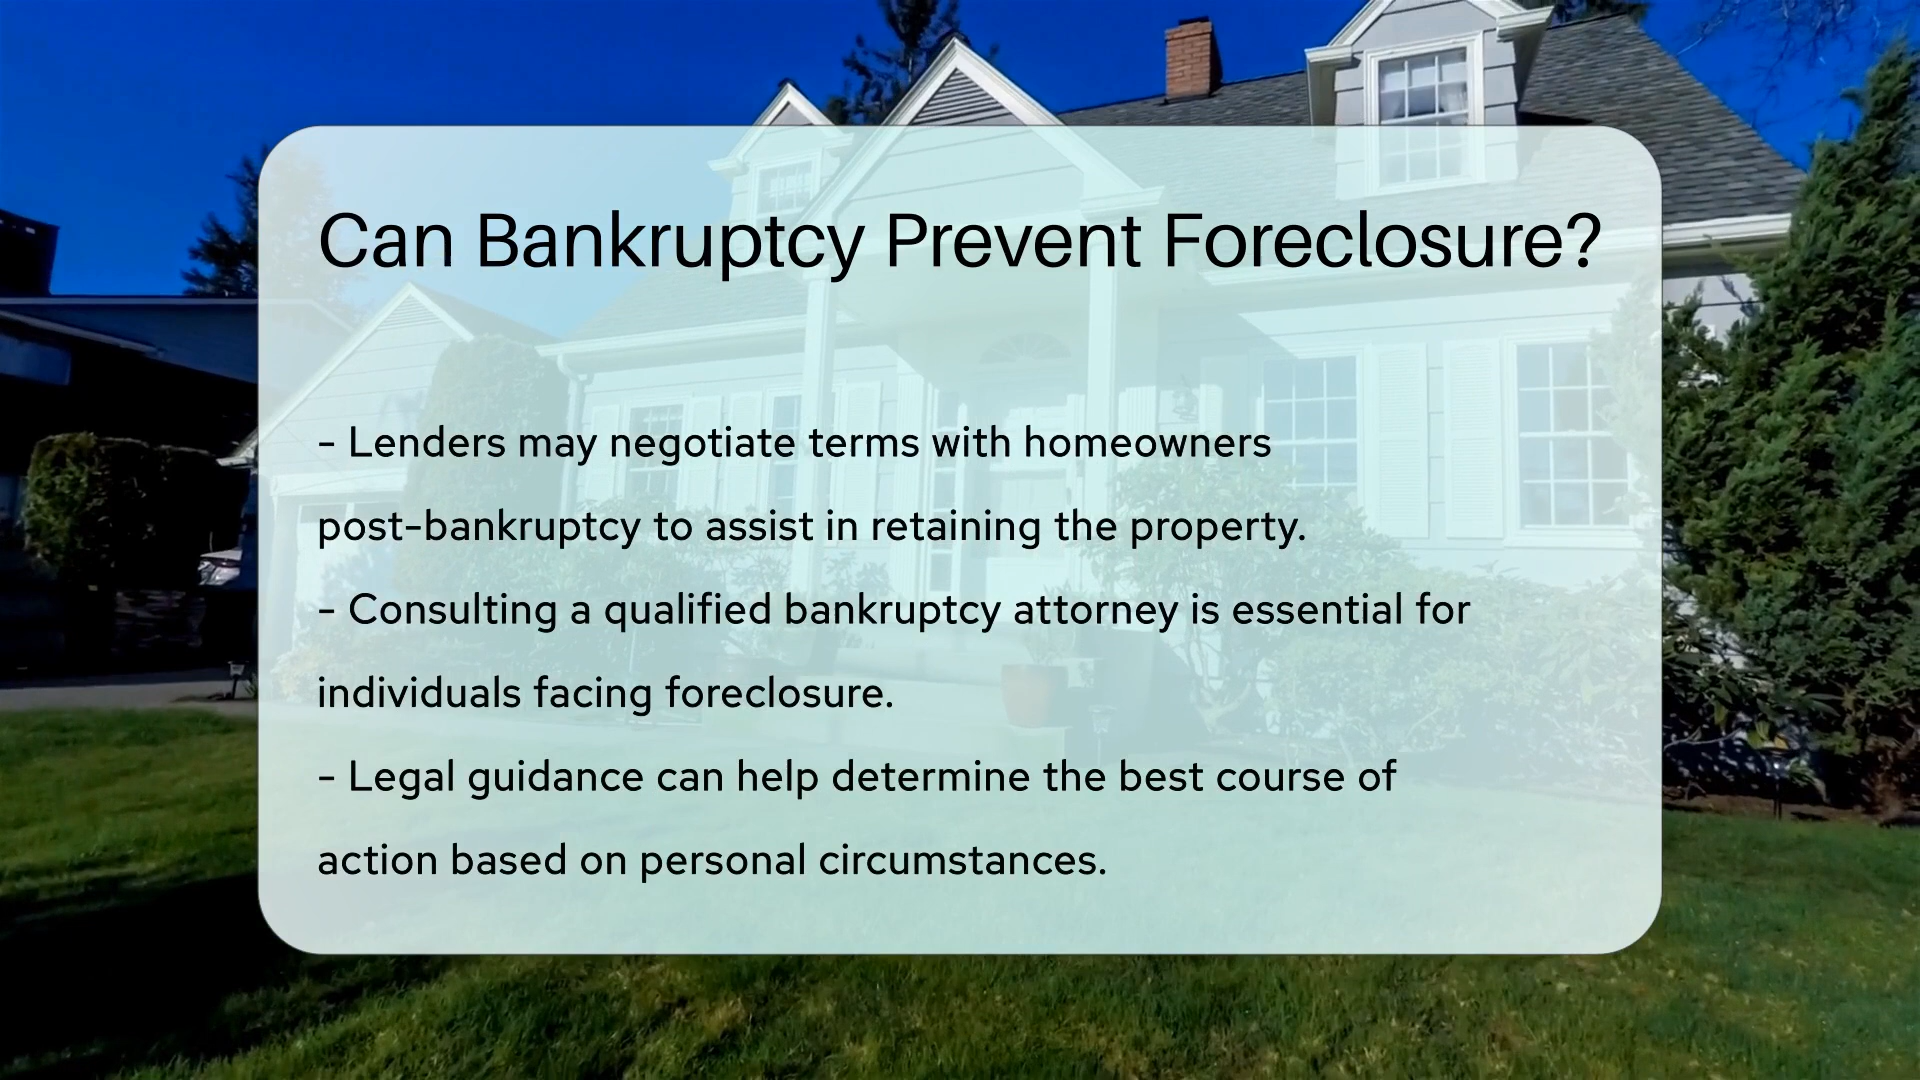 Can Bankruptcy Prevent Foreclosure?
- Lenders may negotiate terms with homeowners
post-bankruptcy to assist in retaining the property.
- Consulting a qualified bankruptcy attorney is essential for
individuals facing foreclosure.
- Legal guidance can help determine the best course of
action based on personal circumstances.